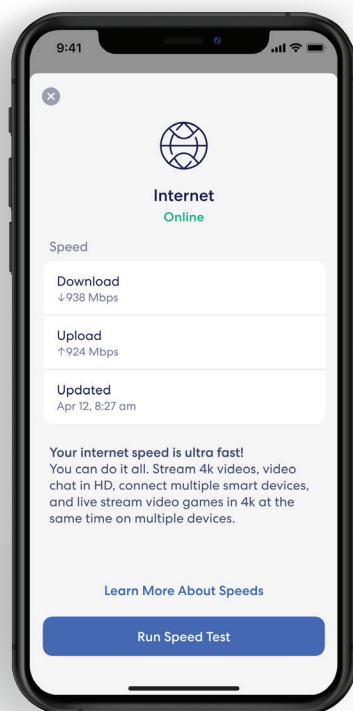 9:41
Internet
Online
Speed
Download
↓938 Mbps
Upload
↑924 Mbps
Updated
Apr 12, 8:27 am
Your internet speed is ultra fast!
You can do it all. Stream 4k videos, video
chat in HD, connect multiple smart devices,
and live stream video games in 4k at the
same time on multiple devices.
Learn More About Speeds
Run Speed Test